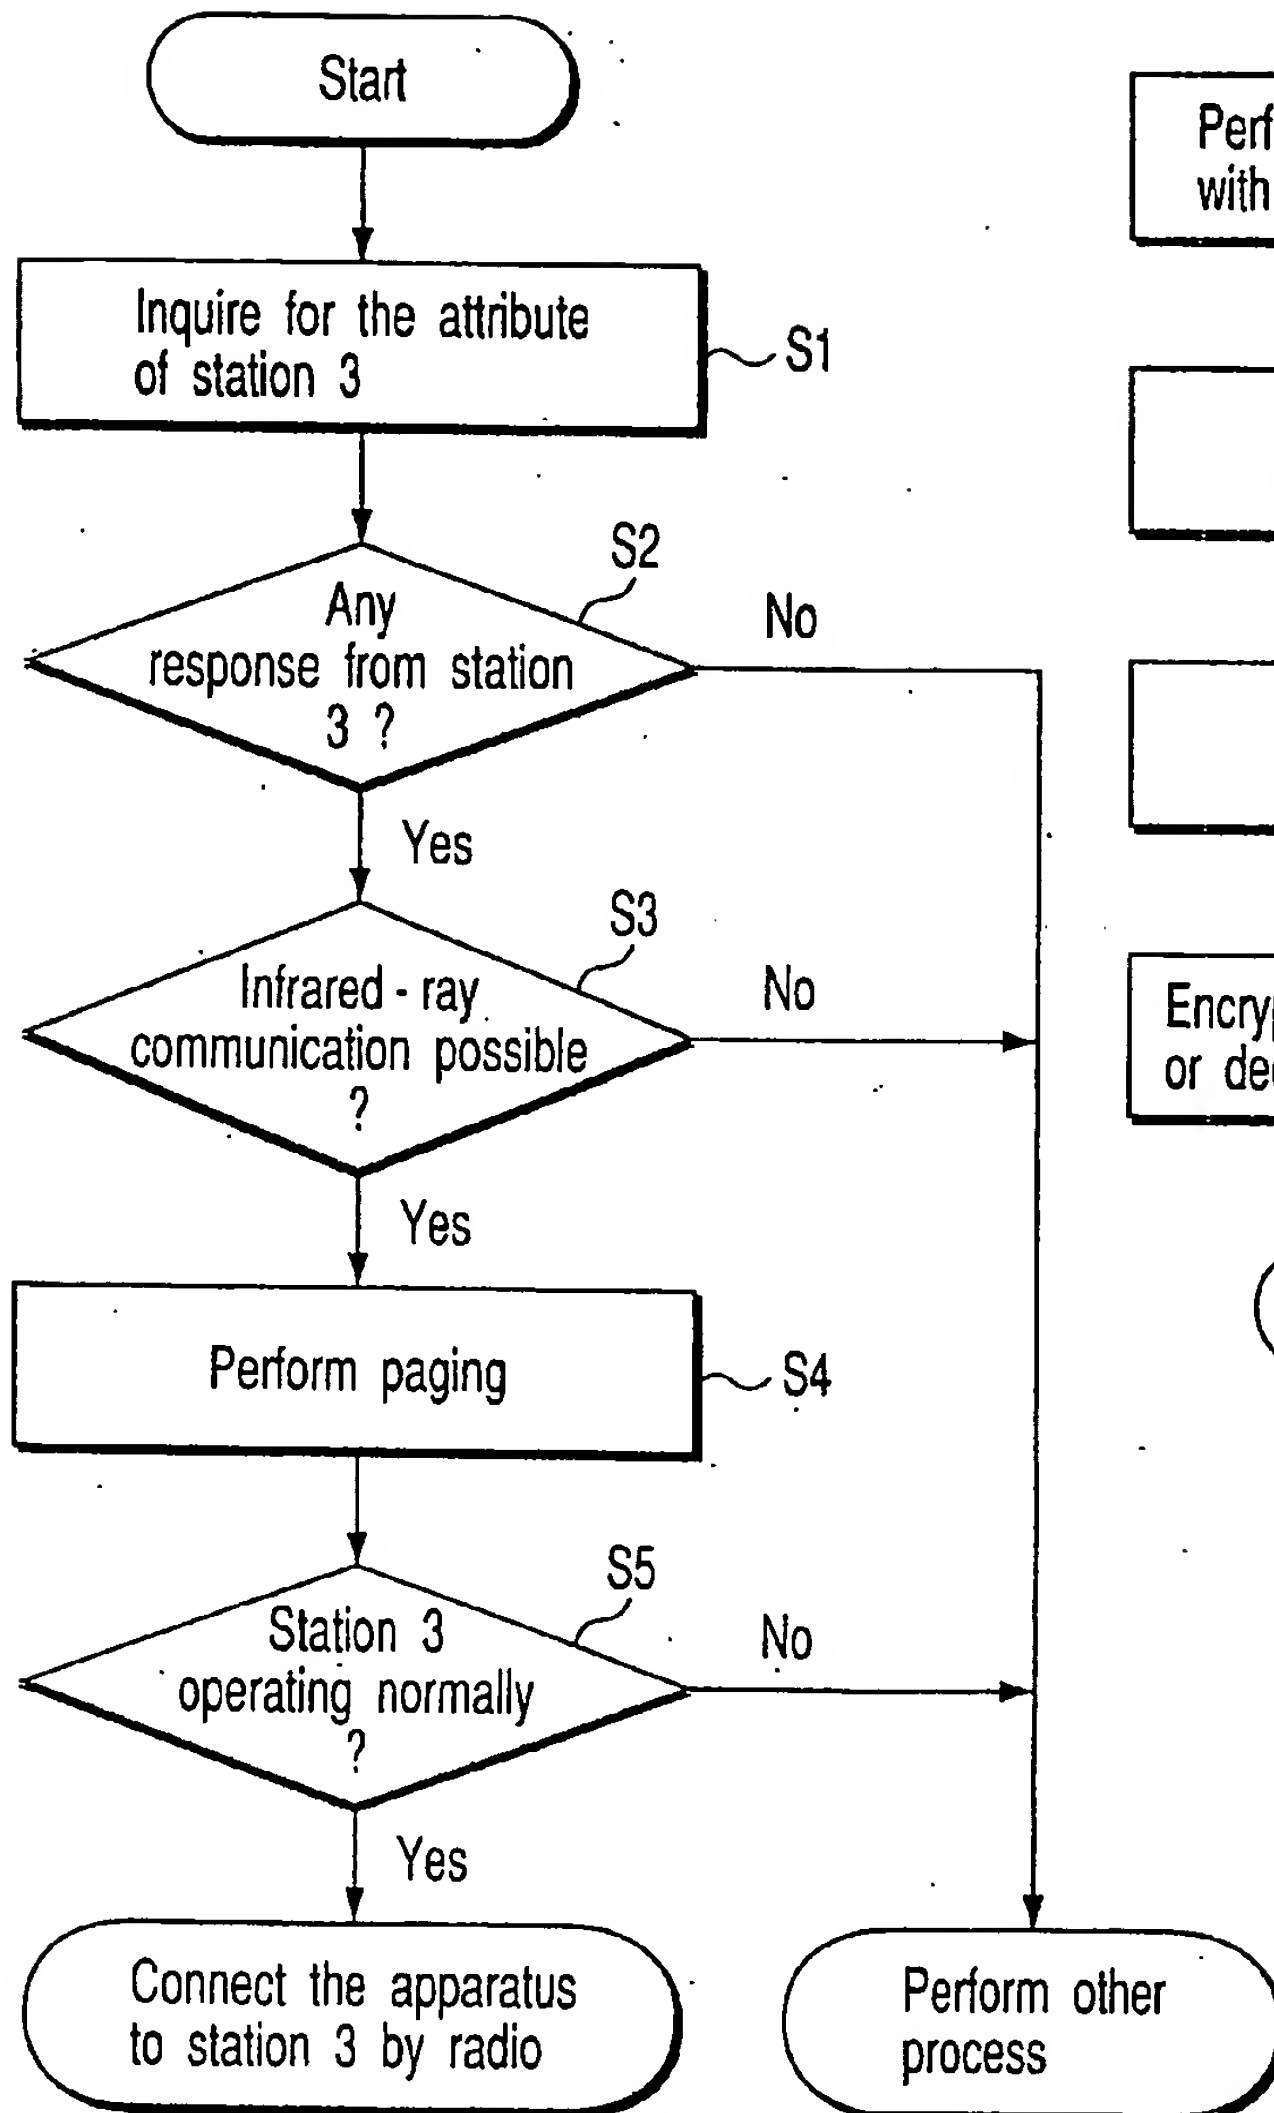 Start
Inquire for the attribute
of station 3
S1
S2
Any
response from station
3 ?
No
Yes
S3
Infrared - ray
communication possible
?
No
Yes
Perform paging
S4
S5
Station 3
operating normally
?
No
Yes
Connect the apparatus
to station 3 by radio
Perform other
process
with
or